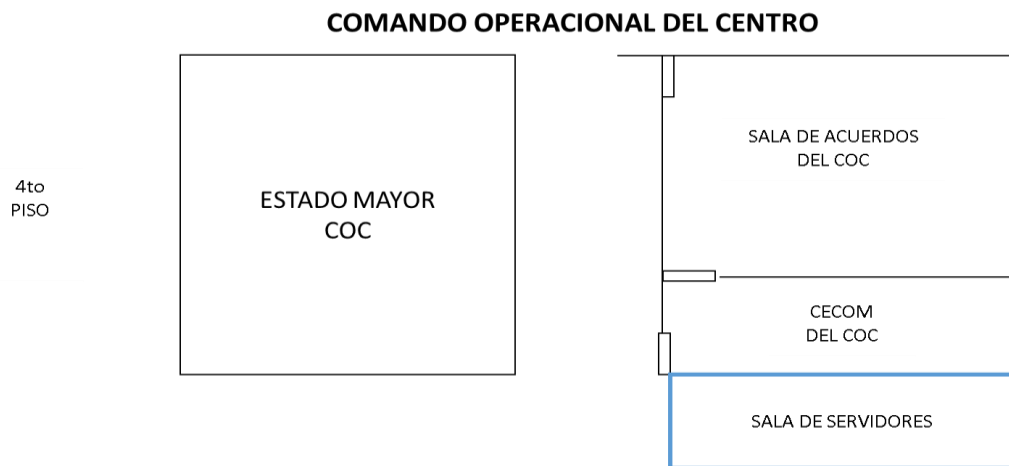 COMANDO OPERACIONAL DEL CENTRO
4to
PISO
ESTADO MAYOR
COC
SALA DE ACUERDOS
DEL COC
CECOM
DEL COC
SALA DE SERVIDORES